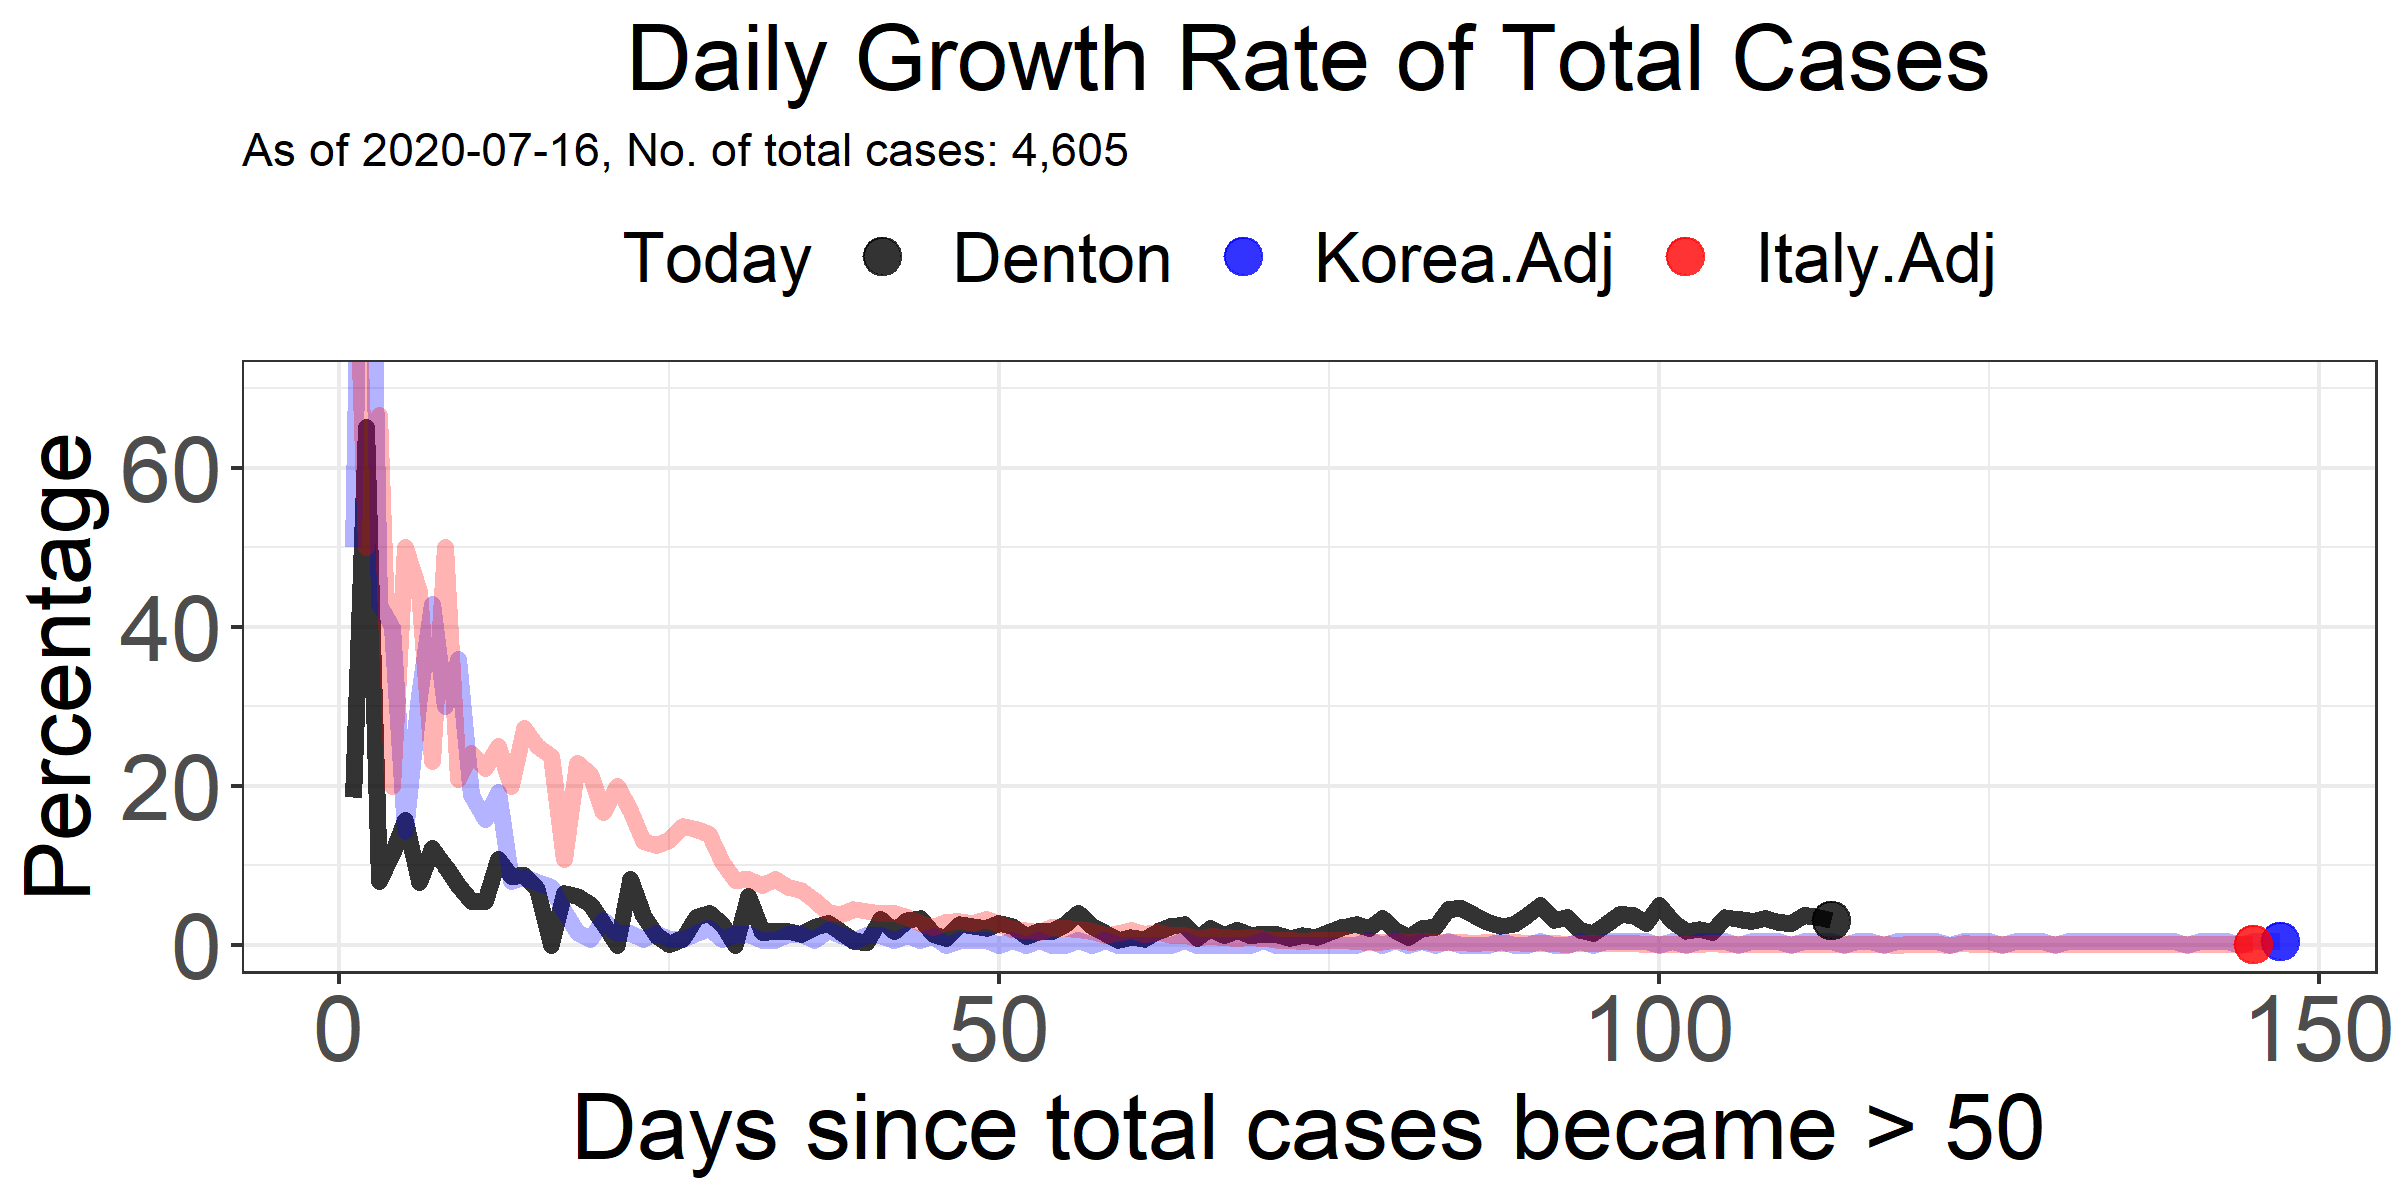 Daily Growth Rate of Total Cases
As of 2020-07-16, No. of total cases: 4,605
Today Denton Korea.Adj Italy.Adj
Percentage
60
40
20
0
0 50 100 150
Days since total cases became > 50